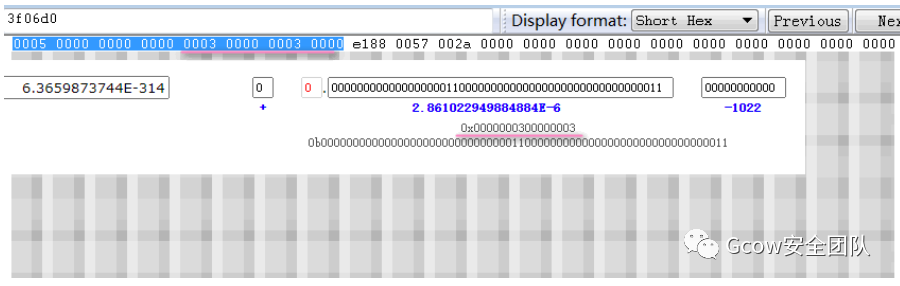 3f06d0 Display format: Short Hex Previous
0005 0000 0000 0000 0003 0000 0003 0000 e188 0057 002a 0000 0000 0000 0000 0000 0000 0000 0000 0000 0000
6.3659873744E-314 0 0.0000000000000000001100000000000000000000000000000011 00000000000
+ 2.861022949884884E-6 -1022
0x0000000300000003
0b0000000000000000000000000000001100000000000000000000000000000011
Gcow安全团队